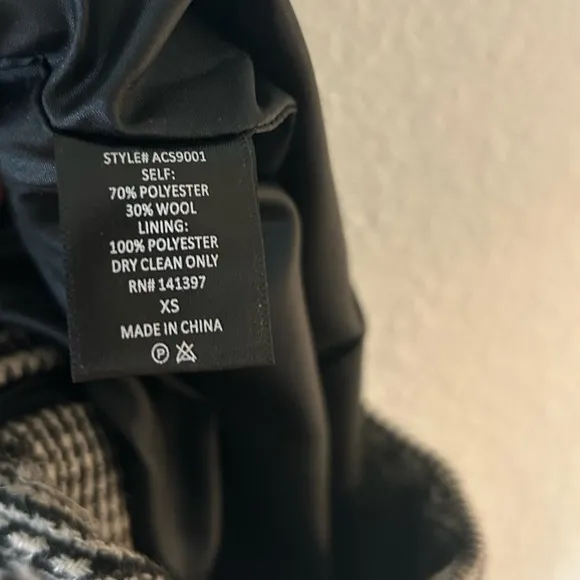 STYLE# ACS9001
SELF:
70% POLYESTER
30% WOOL
LINING:
100% POLYESTER
DRY CLEAN ONLY
RN# 141397
XS
MADE IN CHINA
P